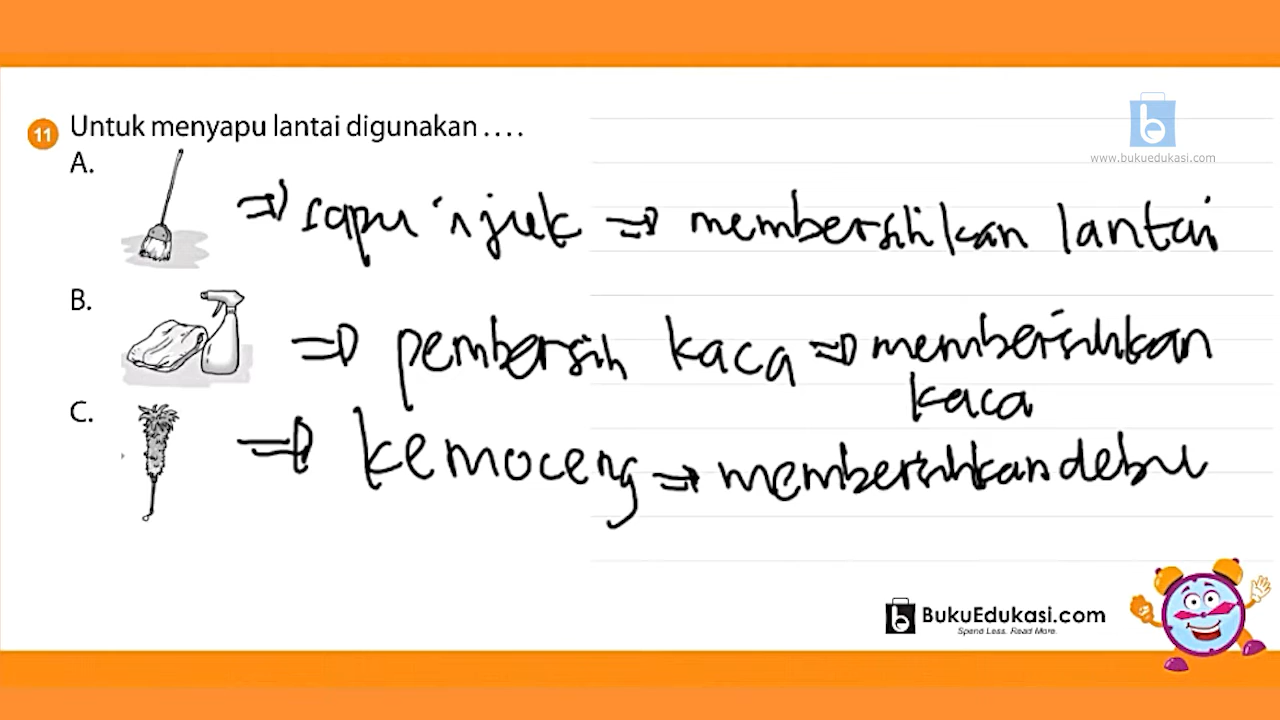 11 Untuk menyapu lantai digunakan ....
b
www.bukuedukasi.com
A.
⇒ sapu injuk ⇒ membersihkan lantai
B.
⇒ pembersih kaca ⇒ membersihkan
kaca
C.
⇒ kemoceng ⇒ membersihkan debu
b BukuEdukasi.com
Spend Less. Read More.